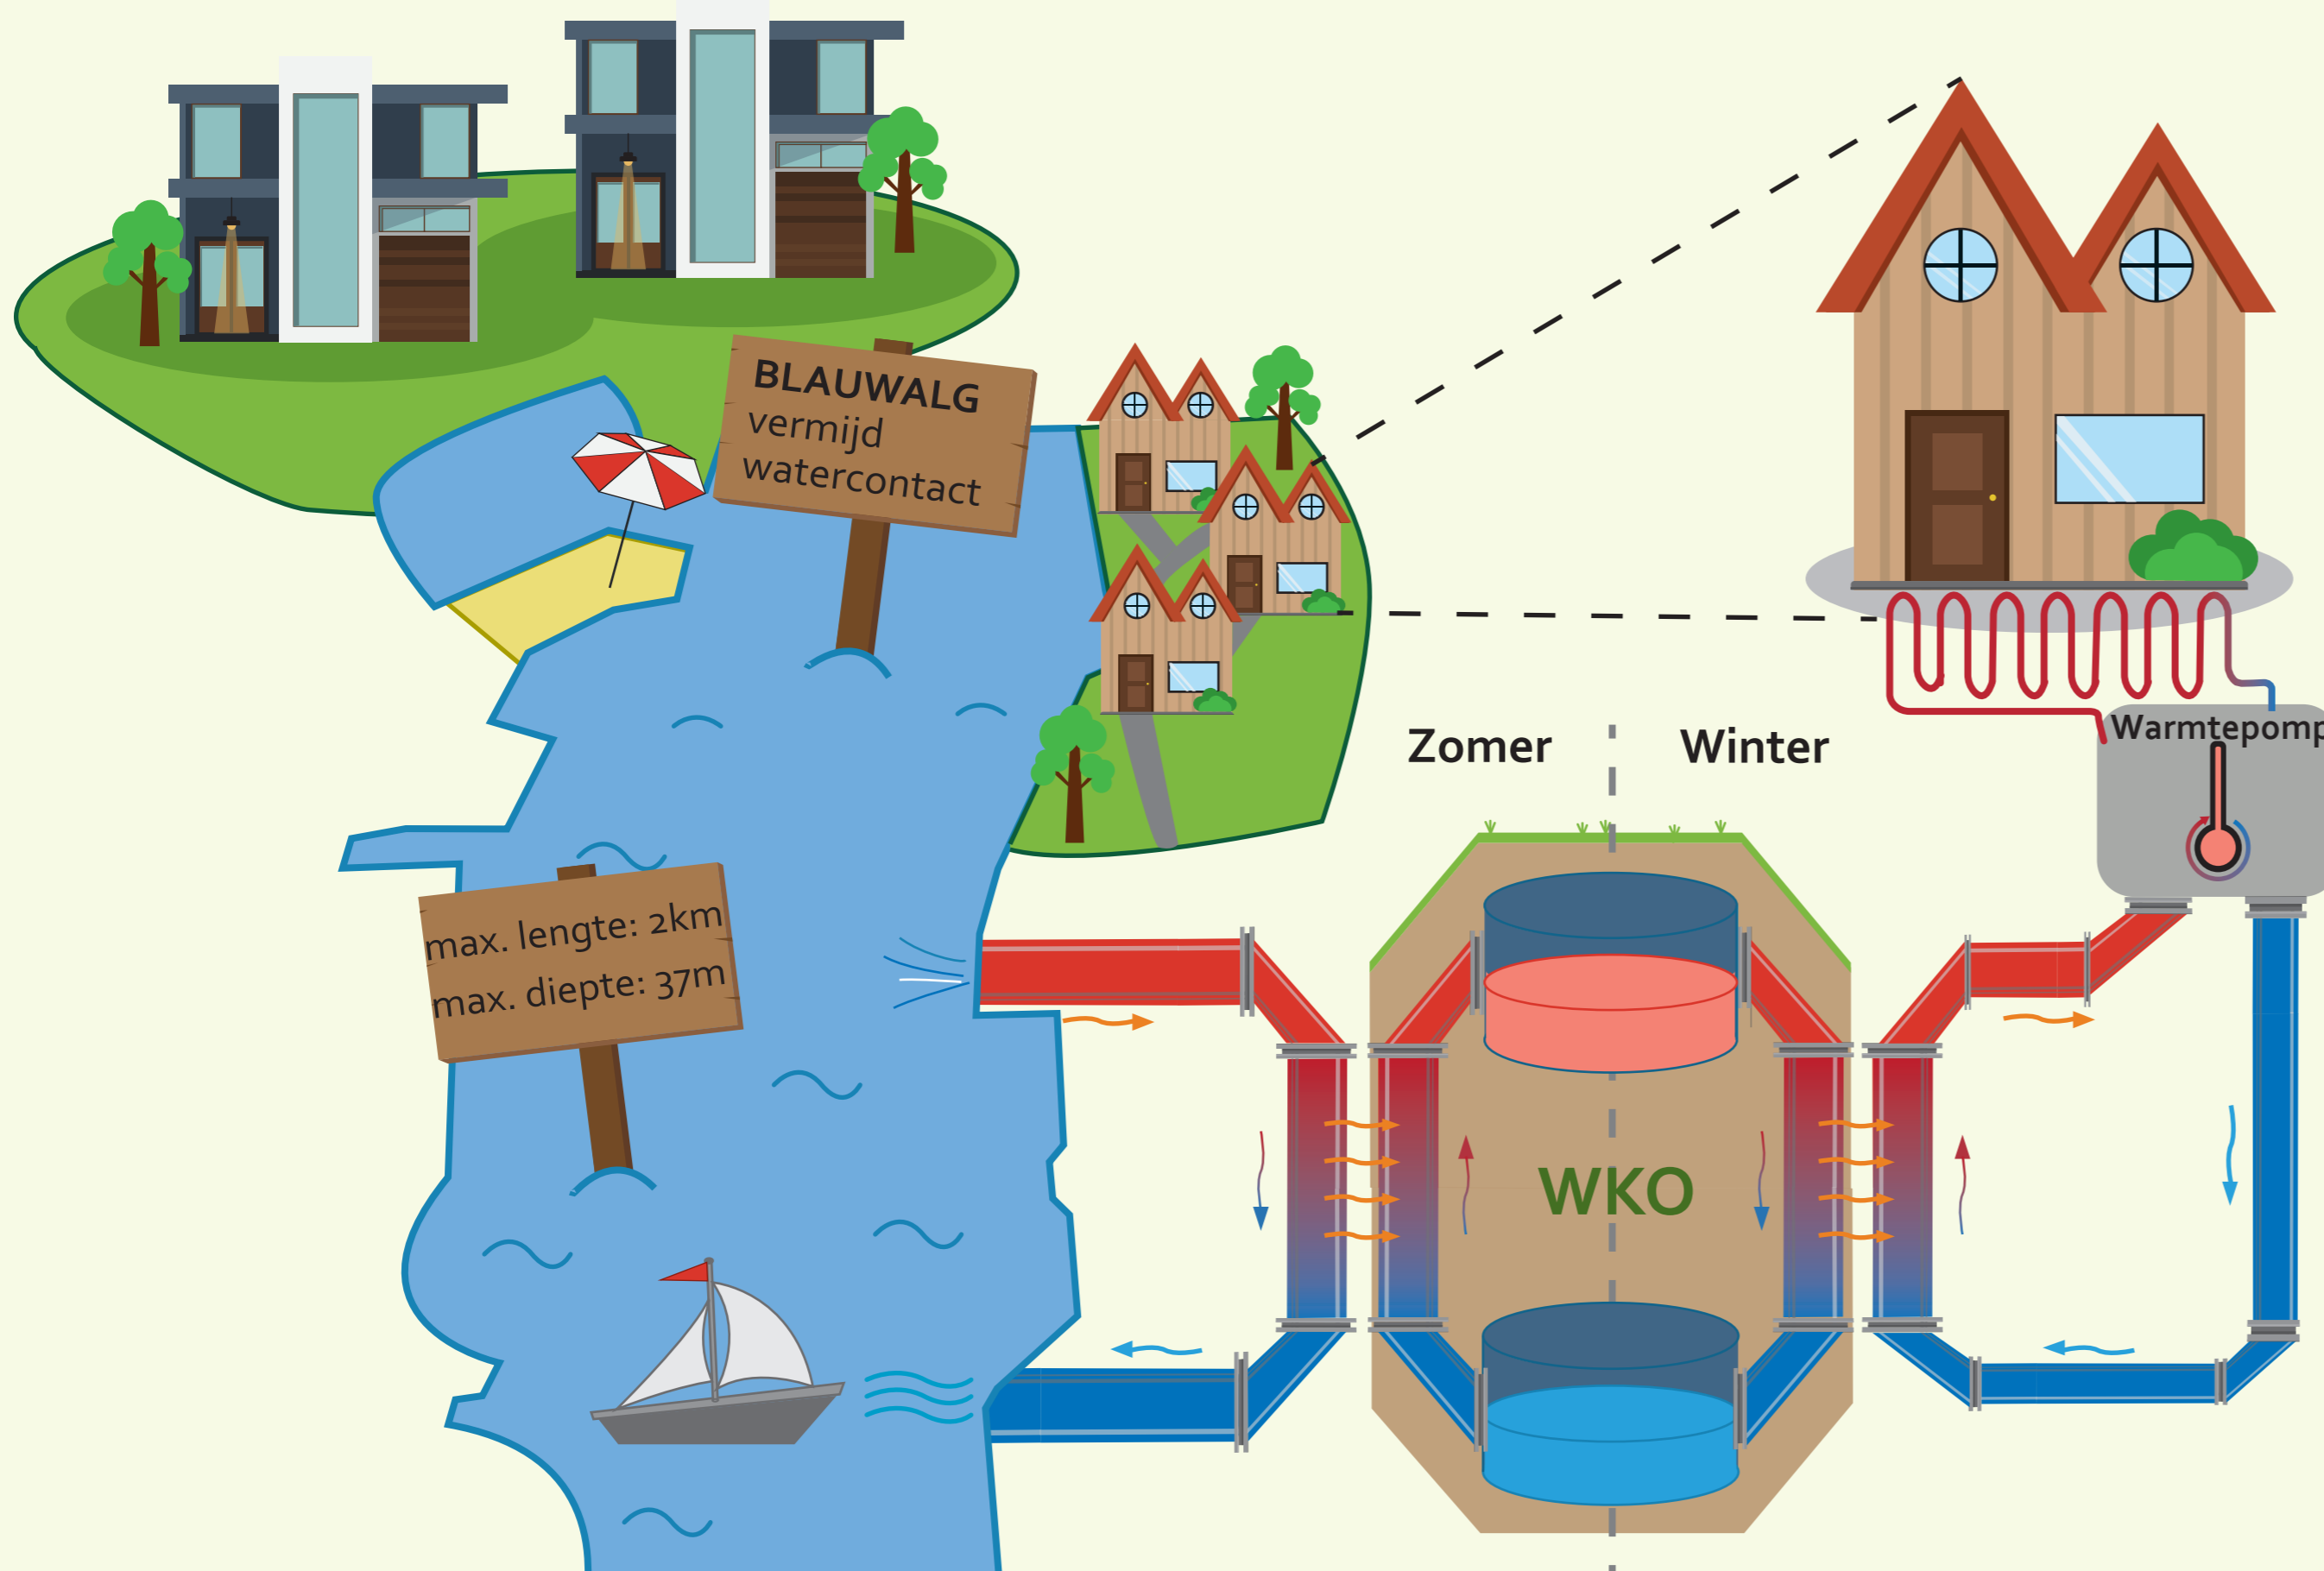 BLAUWALG
vermijd
watercontact
Zomer
Winter
Warmtepomp
max. lengte: 2km
max. diepte: 37m
WKO